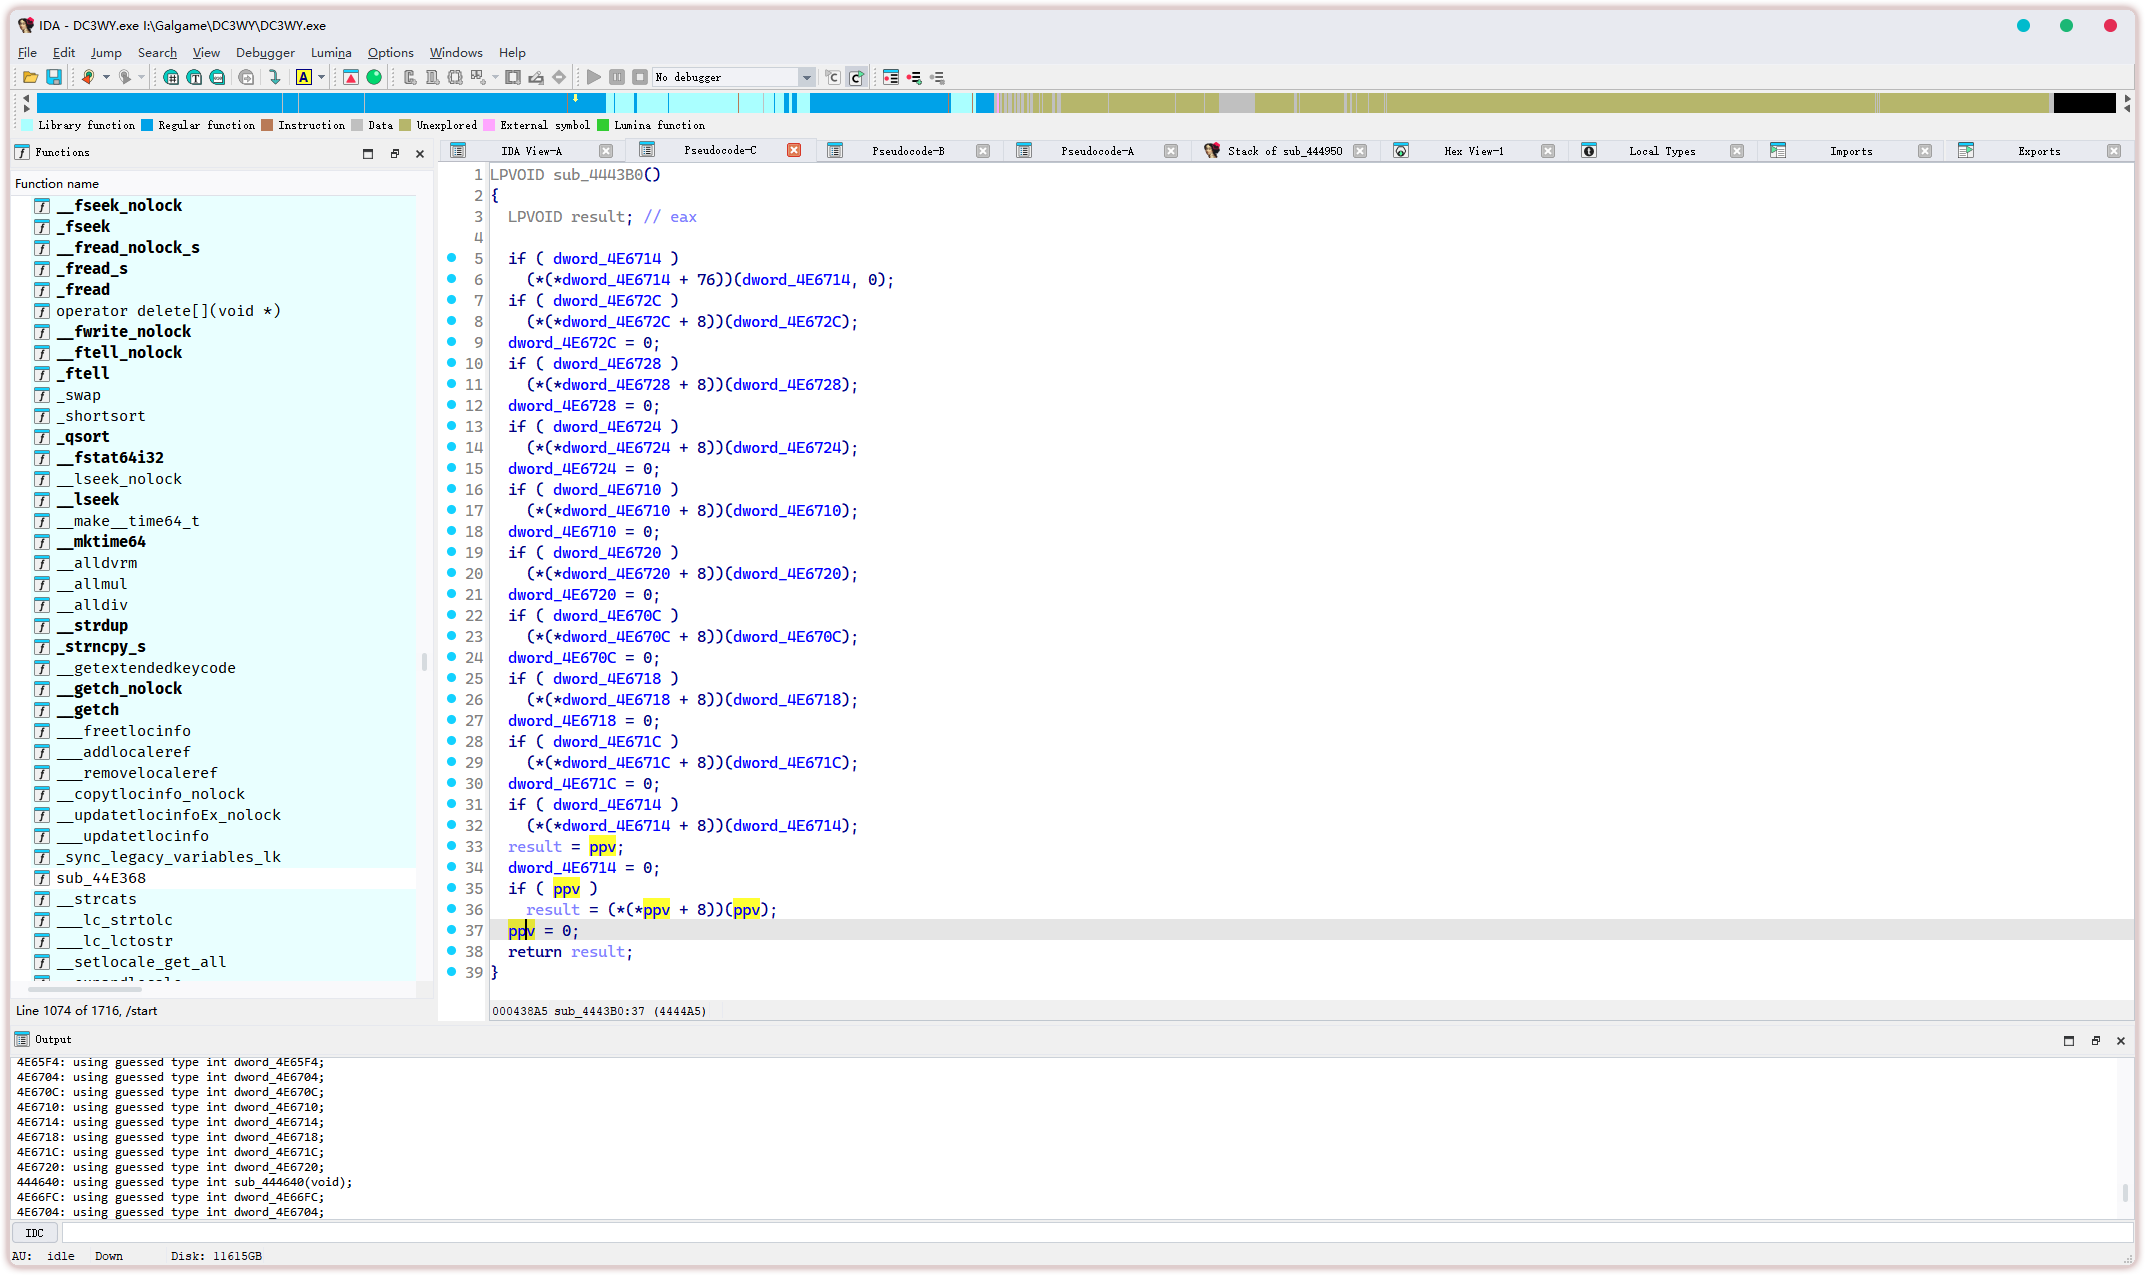 IDA - DC3WY.exe I:\Galgame\DC3WY\DC3WY.exe
File Edit Jump Search View Debugger Lumina Options Windows Help
No debugger
Library function Regular function Instruction Data Unexplored External symbol Lumina function
Functions
IDA View-A Pseudocode-C Pseudocode-B Pseudocode-A Stack of sub_444950 Hex View-1 Local Types Imports Exports
Function name
__fseek_nolock
_fseek
__fread_nolock_s
_fread_s
_fread
operator delete[](void *)
__fwrite_nolock
__ftell_nolock
_ftell
_swap
_shortsort
_qsort
__fstat64i32
__lseek_nolock
__lseek
__make__time64_t
__mktime64
__alldvrm
__allmul
__alldiv
__strdup
_strncpy_s
__getextendedkeycode
__getch_nolock
__getch
___freetlocinfo
___addlocaleref
___removelocaleref
__copytlocinfo_nolock
__updatetlocinfoEx_nolock
___updatetlocinfo
_sync_legacy_variables_lk
sub_44E368
__strcats
___lc_strtolc
___lc_lctostr
__setlocale_get_all
Line 1074 of 1716, /start
1 LPVOID sub_4443B0()
2 {
3 LPVOID result; // eax
4
5 if ( dword_4E6714 )
6 (*(*dword_4E6714 + 76))(dword_4E6714, 0);
7 if ( dword_4E672C )
8 (*(*dword_4E672C + 8))(dword_4E672C);
9 dword_4E672C = 0;
10 if ( dword_4E6728 )
11 (*(*dword_4E6728 + 8))(dword_4E6728);
12 dword_4E6728 = 0;
13 if ( dword_4E6724 )
14 (*(*dword_4E6724 + 8))(dword_4E6724);
15 dword_4E6724 = 0;
16 if ( dword_4E6710 )
17 (*(*dword_4E6710 + 8))(dword_4E6710);
18 dword_4E6710 = 0;
19 if ( dword_4E6720 )
20 (*(*dword_4E6720 + 8))(dword_4E6720);
21 dword_4E6720 = 0;
22 if ( dword_4E670C )
23 (*(*dword_4E670C + 8))(dword_4E670C);
24 dword_4E670C = 0;
25 if ( dword_4E6718 )
26 (*(*dword_4E6718 + 8))(dword_4E6718);
27 dword_4E6718 = 0;
28 if ( dword_4E671C )
29 (*(*dword_4E671C + 8))(dword_4E671C);
30 dword_4E671C = 0;
31 if ( dword_4E6714 )
32 (*(*dword_4E6714 + 8))(dword_4E6714);
33 result = ppv;
34 dword_4E6714 = 0;
35 if ( ppv )
36 result = (*(*ppv + 8))(ppv);
37 ppv = 0;
38 return result;
39 }
000438A5 sub_4443B0:37 (4444A5)
Output
4E65F4: using guessed type int dword_4E65F4;
4E6704: using guessed type int dword_4E6704;
4E670C: using guessed type int dword_4E670C;
4E6710: using guessed type int dword_4E6710;
4E6714: using guessed type int dword_4E6714;
4E6718: using guessed type int dword_4E6718;
4E671C: using guessed type int dword_4E671C;
4E6720: using guessed type int dword_4E6720;
444640: using guessed type int sub_444640(void);
4E66FC: using guessed type int dword_4E66FC;
4E6704: using guessed type int dword_4E6704;
IDC
AU: idle Down Disk: 11615GB